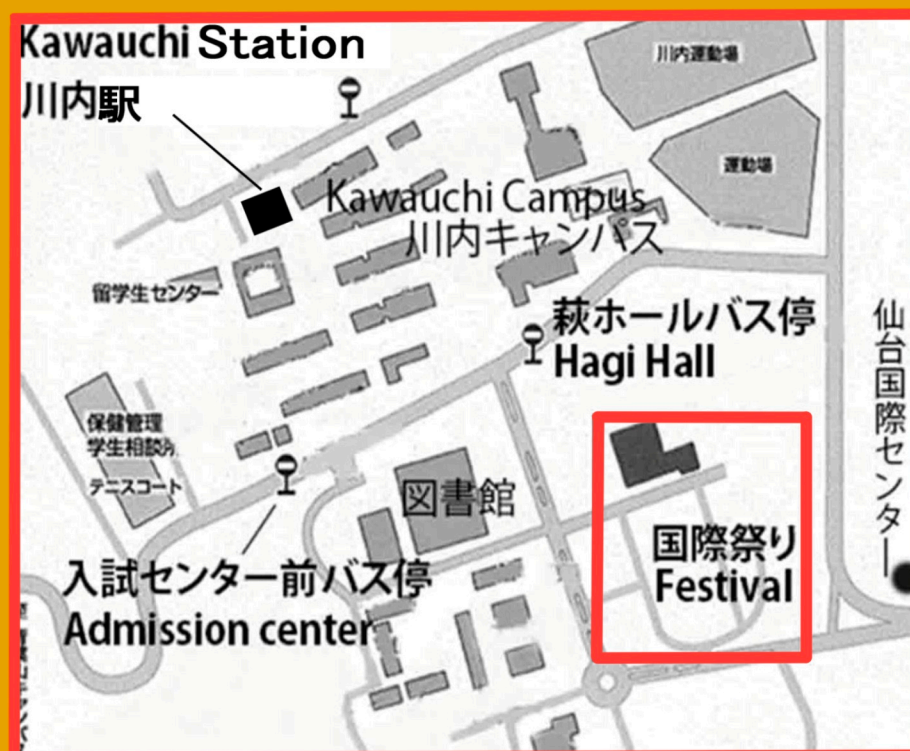 Kawauchi Station
川内駅
川内運動場
運動場
Kawauchi Campus
川内キャンパス
留学生センター
萩ホールバス停
Hagi Hall
仙台国際センター
保健管理
学生相談所
テニスコート
図書館
国際祭り
Festival
入試センター前バス停
Admission center